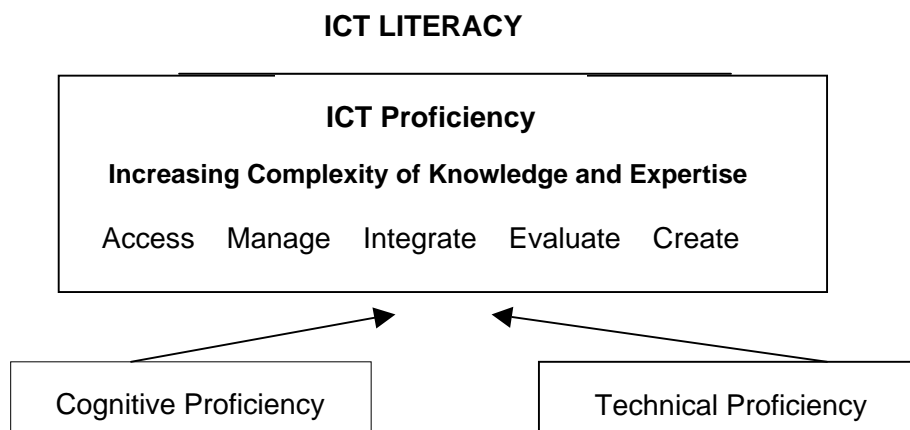 ICT LITERACY
ICT Proficiency
Increasing Complexity of Knowledge and Expertise
Access Manage Integrate Evaluate Create
Cognitive Proficiency
Technical Proficiency